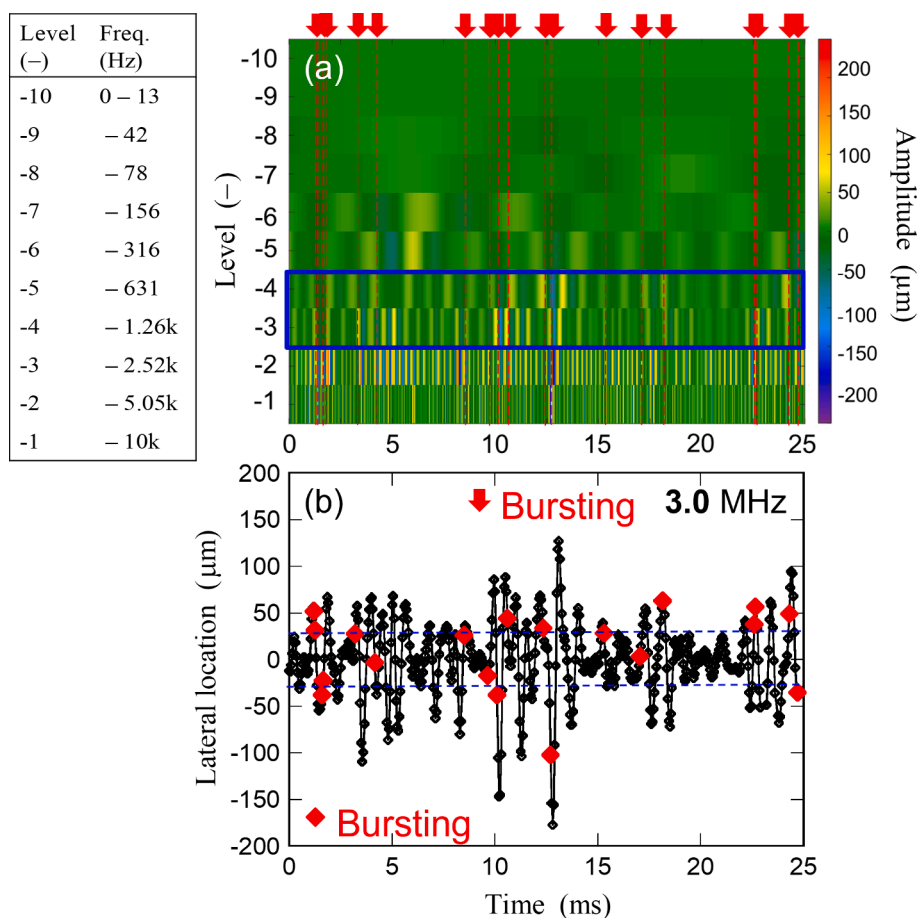 Level Freq.
(−) (Hz)
-10 0 – 13
-9 – 42
-8 – 78
-7 – 156
-6 – 316
-5 – 631
-4 – 1.26k
-3 – 2.52k
-2 – 5.05k
-1 – 10k
(a)
Level (−)
-10
-9
-8
-7
-6
-5
-4
-3
-2
-1
0 5 10 15 20 25
200
150
100
50
0
-50
-100
-150
-200
Amplitude (μm)
(b)
Bursting
3.0 MHz
Lateral location (μm)
200
150
100
50
0
-50
-100
-150
-200
Bursting
0 5 10 15 20 25
Time (ms)